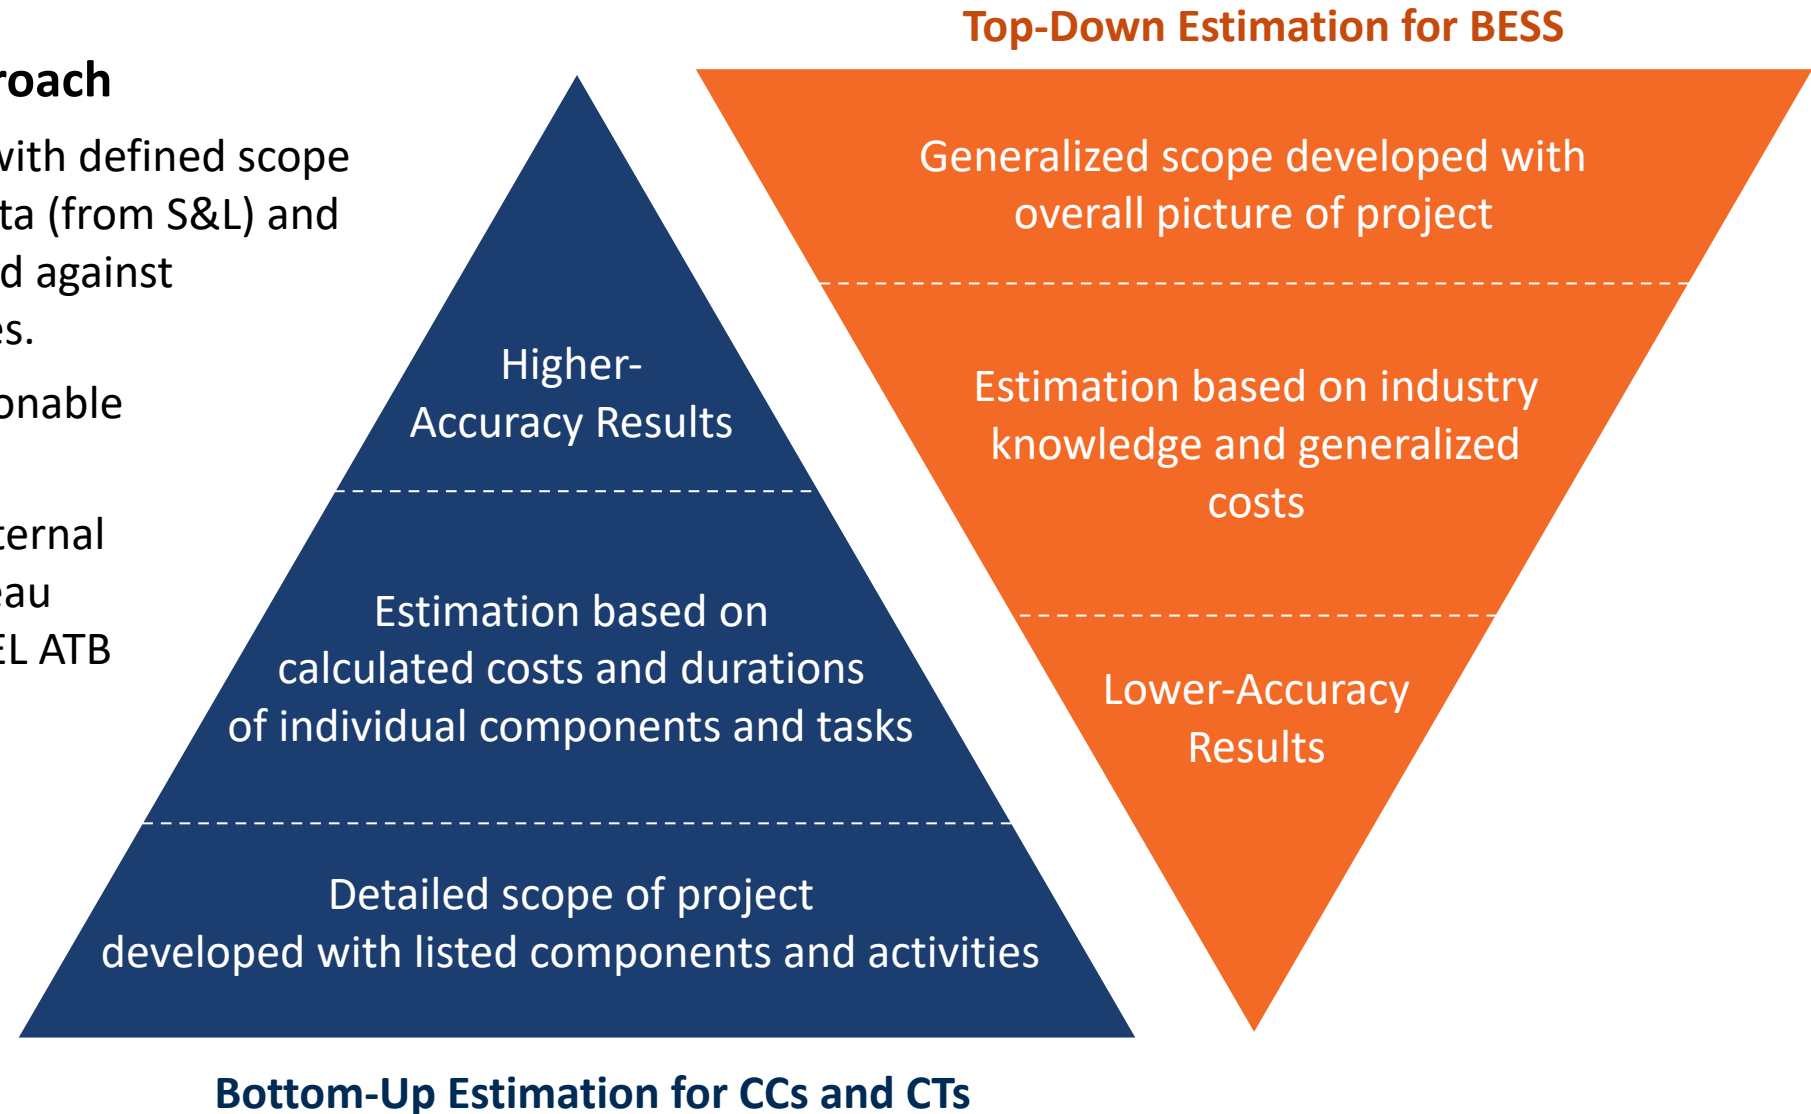 roach
with defined scope
ta (from S&L) and
d against
es.
onable
ternal
eau
EL ATB
Higher-
Accuracy Results
Estimation based on
calculated costs and durations
of individual components and tasks
Detailed scope of project
developed with listed components and activities
Bottom-Up Estimation for CCs and CTs
Top-Down Estimation for BESS
Generalized scope developed with
overall picture of project
Estimation based on industry
knowledge and generalized
costs
Lower-Accuracy
Results